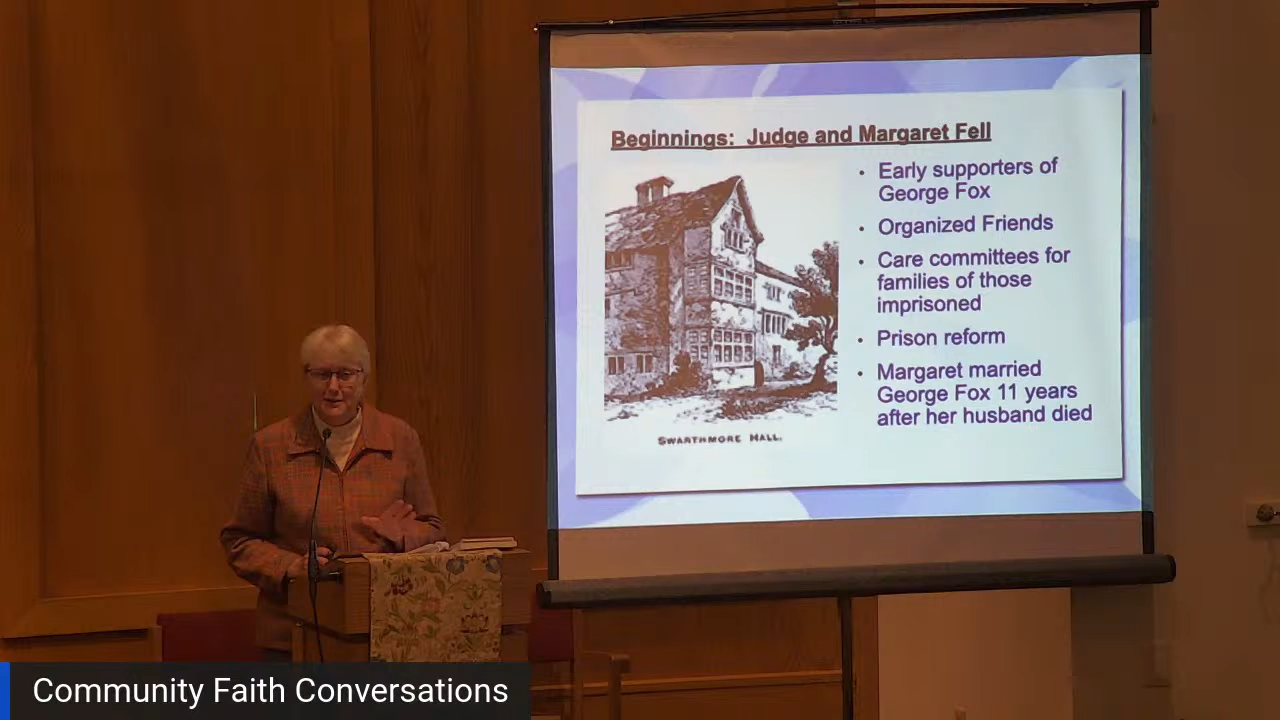 Beginnings: Judge and Margaret Fell
• Early supporters of
George Fox
• Organized Friends
• Care committees for
families of those
imprisoned
• Prison reform
• Margaret married
George Fox 11 years
after her husband died
SWARTHMORE HALL.
Community Faith Conversations